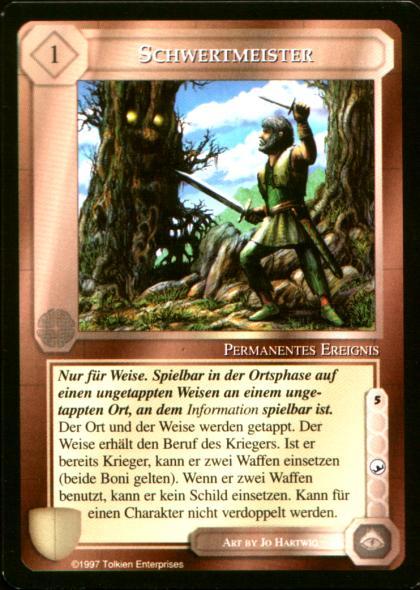 1
SCHWERTMEISTER
PERMANENTES EREIGNIS
Nur für Weise. Spielbar in der Ortsphase auf
einen ungetappten Weisen an einem unge-
tappten Ort, an dem Information spielbar ist.
Der Ort und der Weise werden getappt. Der
Weise erhält den Beruf des Kriegers. Ist er
bereits Krieger, kann er zwei Waffen einsetzen
(beide Boni gelten). Wenn er zwei Waffen
benutzt, kann er kein Schild einsetzen. Kann für
einen Charakter nicht verdoppelt werden.
5
ART BY JO HARTWIG
©1997 Tolkien Enterprises